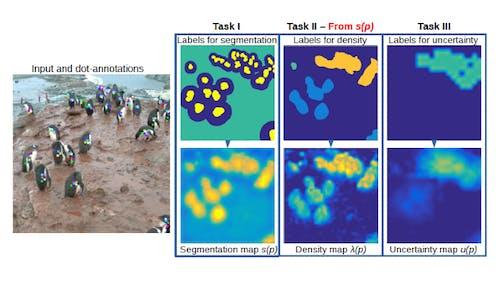 Task I
Task II – From s(p)
Task III
Labels for segmentation
Labels for density
Labels for uncertainty
Input and dot-annotations
Segmentation map s(p)
Density map λ(p)
Uncertainty map u(p)